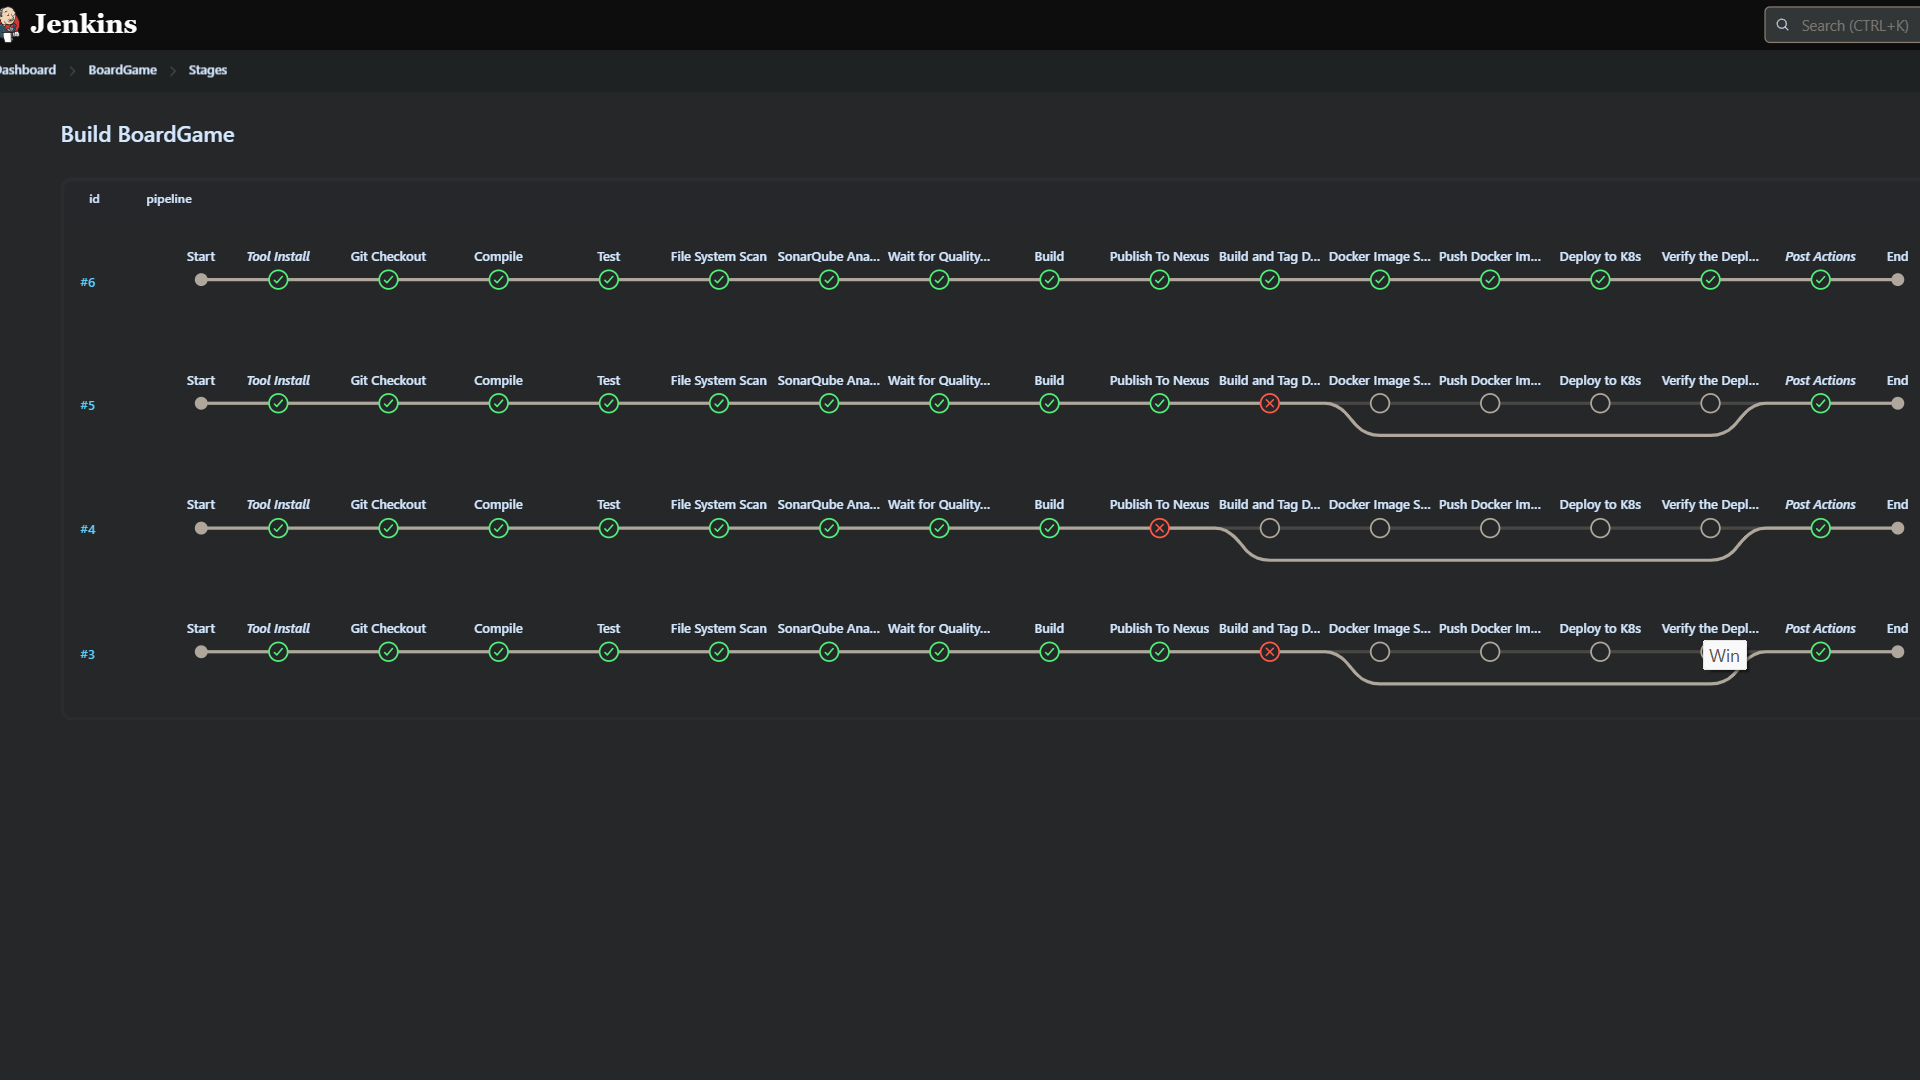 Jenkins
Search (CTRL+K)
Dashboard > BoardGame > Stages
Build BoardGame
id pipeline
Start Tool Install Git Checkout Compile Test File System Scan SonarQube Ana... Wait for Quality... Build Publish To Nexus Build and Tag D... Docker Image S... Push Docker Im... Deploy to K8s Verify the Depl... Post Actions End
#6
Start Tool Install Git Checkout Compile Test File System Scan SonarQube Ana... Wait for Quality... Build Publish To Nexus Build and Tag D... Docker Image S... Push Docker Im... Deploy to K8s Verify the Depl... Post Actions End
#5
Start Tool Install Git Checkout Compile Test File System Scan SonarQube Ana... Wait for Quality... Build Publish To Nexus Build and Tag D... Docker Image S... Push Docker Im... Deploy to K8s Verify the Depl... Post Actions End
#4
Start Tool Install Git Checkout Compile Test File System Scan SonarQube Ana... Wait for Quality... Build Publish To Nexus Build and Tag D... Docker Image S... Push Docker Im... Deploy to K8s Verify the Depl... Post Actions End
#3
Win